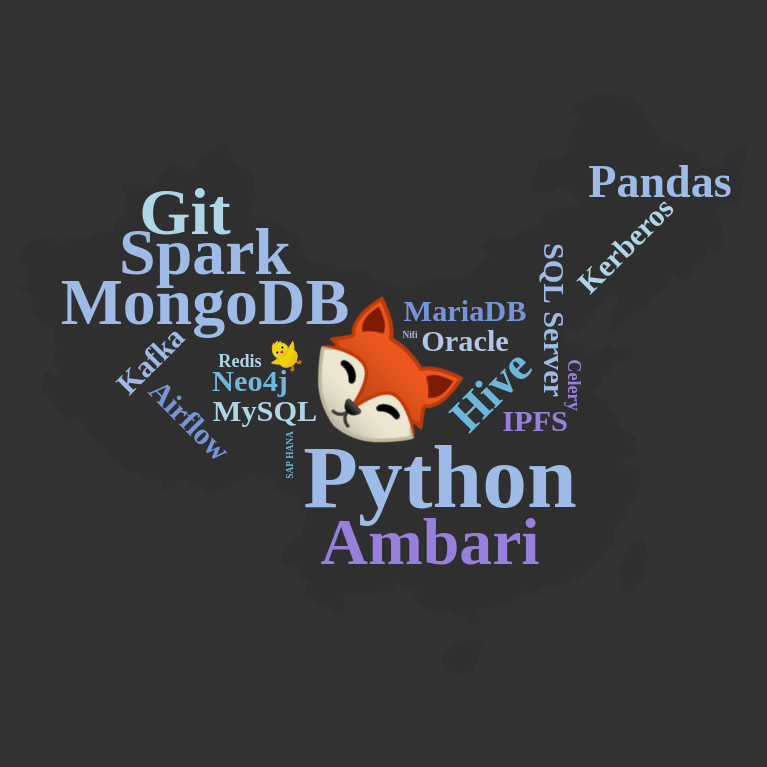 Pandas
Git
Kerberos
Spark
SQL Server
MongoDB
MariaDB
Nifi
Oracle
Kafka
Redis
Neo4j
Hive
Celery
Airflow
MySQL
IPFS
SAP HANA
Python
Ambari